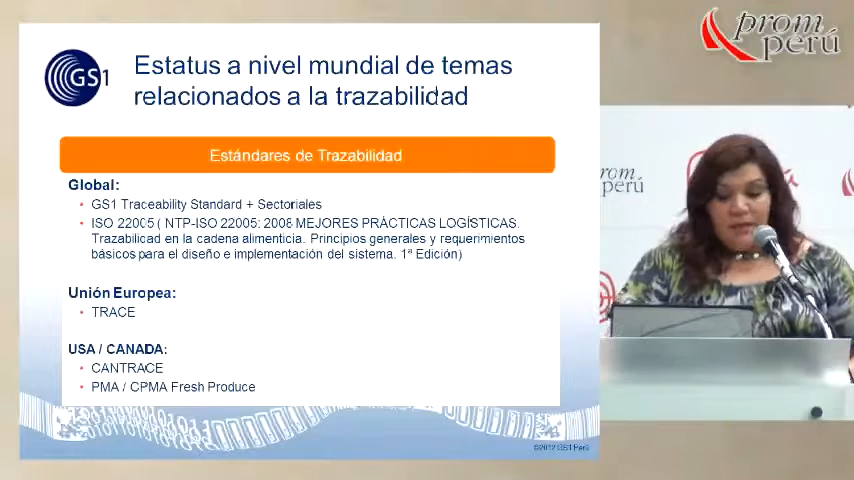 GS1
Estatus a nivel mundial de temas
relacionados a la trazabilidad
Estándares de Trazabilidad
Global:
• GS1 Traceability Standard + Sectoriales
• ISO 22005 ( NTP-ISO 22005: 2008 MEJORES PRÁCTICAS LOGÍSTICAS.
Trazabilidad en la cadena alimenticia. Principios generales y requerimientos
básicos para el diseño e implementación del sistema. 1ª Edición)
Unión Europea:
• TRACE
USA / CANADA:
• CANTRACE
• PMA / CPMA Fresh Produce
©2012 GS1 Perú
prom
perú
rom
perú